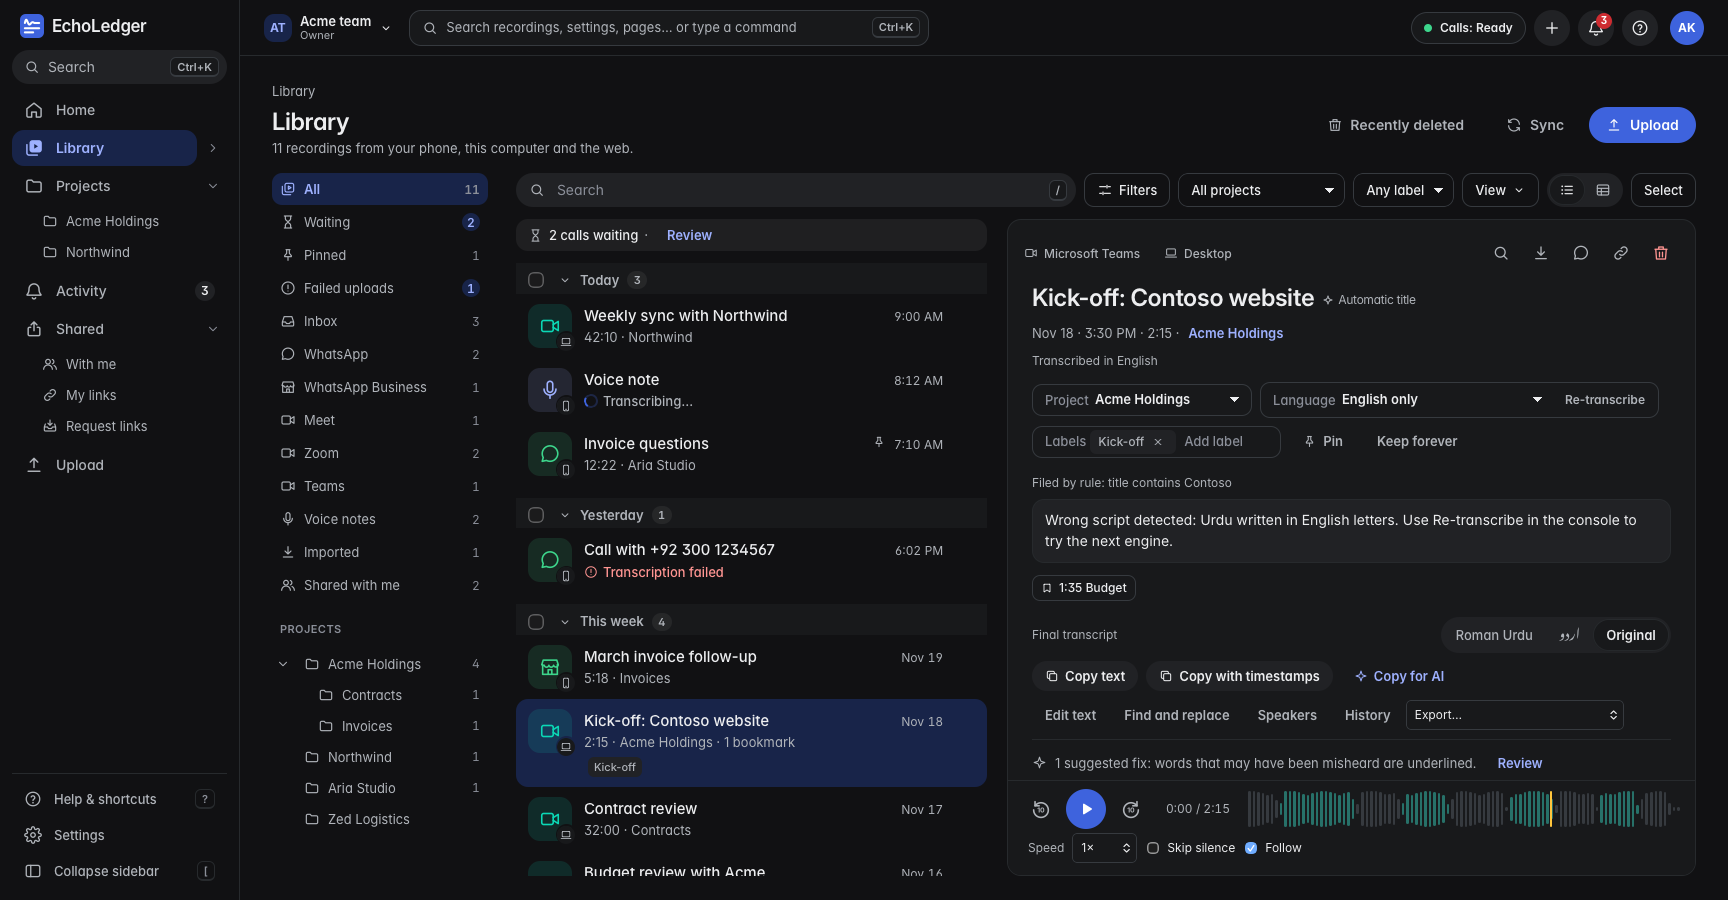 EchoLedger
Search Ctrl+K
Home
Library
Projects
Acme Holdings
Northwind
Activity 3
Shared
With me
My links
Request links
Upload
Help & shortcuts ?
Settings
Collapse sidebar [
AT Acme team
Owner
Search recordings, settings, pages... or type a command Ctrl+K
Calls: Ready
3
AK
Library
Library
11 recordings from your phone, this computer and the web.
Recently deleted Sync Upload
All 11
Waiting 2
Pinned 1
Failed uploads 1
Inbox 3
WhatsApp 2
WhatsApp Business 1
Meet 1
Zoom 2
Teams 1
Voice notes 2
Imported 1
Shared with me 2
PROJECTS
Acme Holdings 4
Contracts 1
Invoices 1
Northwind 1
Aria Studio 1
Zed Logistics
Search / Filters All projects Any label View Select
2 calls waiting · Review
Today 3
Weekly sync with Northwind 9:00 AM
42:10 · Northwind
Voice note 8:12 AM
Transcribing...
Invoice questions 7:10 AM
12:22 · Aria Studio
Yesterday 1
Call with +92 300 1234567 6:02 PM
Transcription failed
This week 4
March invoice follow-up Nov 19
5:18 · Invoices
Kick-off: Contoso website Nov 18
2:15 · Acme Holdings · 1 bookmark
Kick-off
Contract review Nov 17
32:00 · Contracts
Budget review with Acme Nov 16
Microsoft Teams Desktop
Kick-off: Contoso website Automatic title
Nov 18 · 3:30 PM · 2:15 · Acme Holdings
Transcribed in English
Project Acme Holdings Language English only Re-transcribe
Labels Kick-off × Add label Pin Keep forever
Filed by rule: title contains Contoso
Wrong script detected: Urdu written in English letters. Use Re-transcribe in the console to
try the next engine.
1:35 Budget
Final transcript Roman Urdu اردو Original
Copy text Copy with timestamps Copy for AI
Edit text Find and replace Speakers History Export...
1 suggested fix: words that may have been misheard are underlined. Review
10 10 0:00 / 2:15
Speed 1× Skip silence Follow